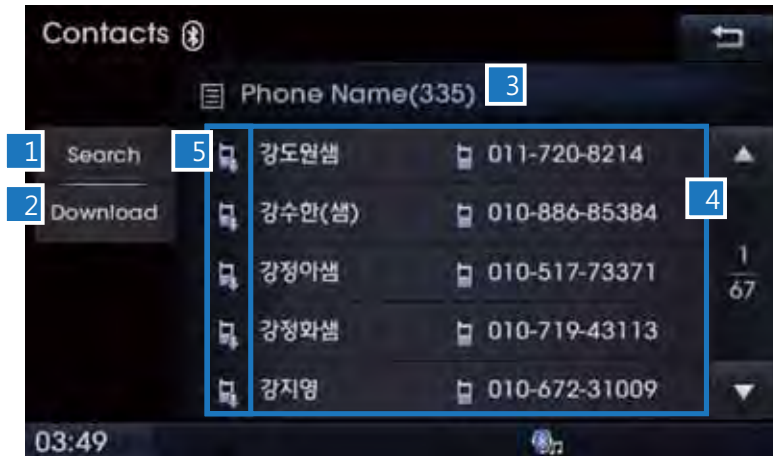 Contacts
3
Phone Name(335)
1 Search
5
2 Download
4
강도원샘 011-720-8214
강수한(샘) 010-886-85384
강정아샘 010-517-73371
강정화샘 010-719-43113
강지영 010-672-31009
1
67
03:49